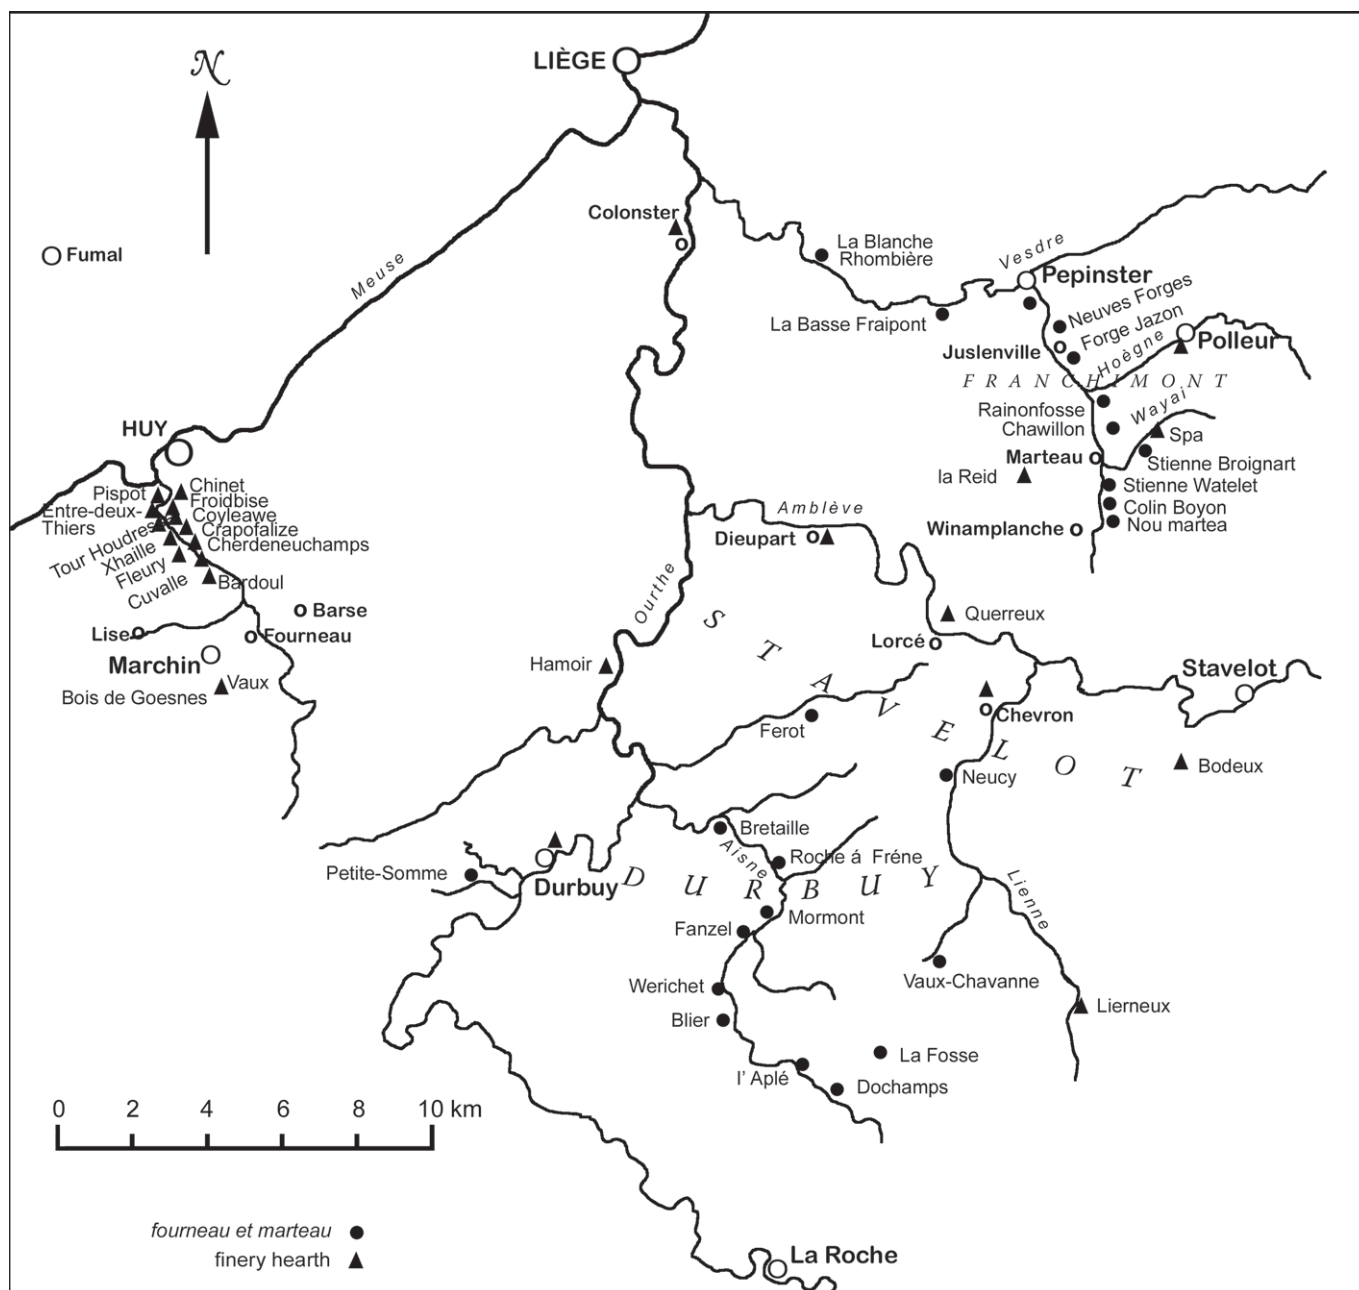 N
LIÈGE
Fumal
Colonster
Meuse
La Blanche
Rhombière
Vesdre
Pepinster
La Basse Fraipont
Neuves Forges
Forge Jazon
Juslenville
Hoègne
Polleur
FRANCHIMONT
Rainonfosse
Chawillon
Wayai
Spa
Marteau
Stienne Broignart
la Reid
Stienne Watelet
Colin Boyon
Winamplanche
Nou martea
HUY
Pispot
Chinet
Froidbise
Entre-deux-
Thiers
Coyleawe
Tour Houdresse
Crapofalize
Xhaille
Cherdeneuchamps
Fleury
Cuvalle
Bardoul
Barse
Lise
Fourneau
Marchin
Vaux
Bois de Goesnes
Amblève
Dieupart
Ourthe
Querreux
Lorcé
STAVELOT
Hamoir
Stavelot
Ferot
Chevron
Neucy
Bodeux
Bretaille
Aisne
Roche á Fréne
Petite-Somme
Durbuy
DURBUY
Lienne
Mormont
Fanzel
Vaux-Chavanne
Werichet
Lierneux
Blier
La Fosse
l' Aplé
Dochamps
0 2 4 6 8 10 km
fourneau et marteau
finery hearth
La Roche